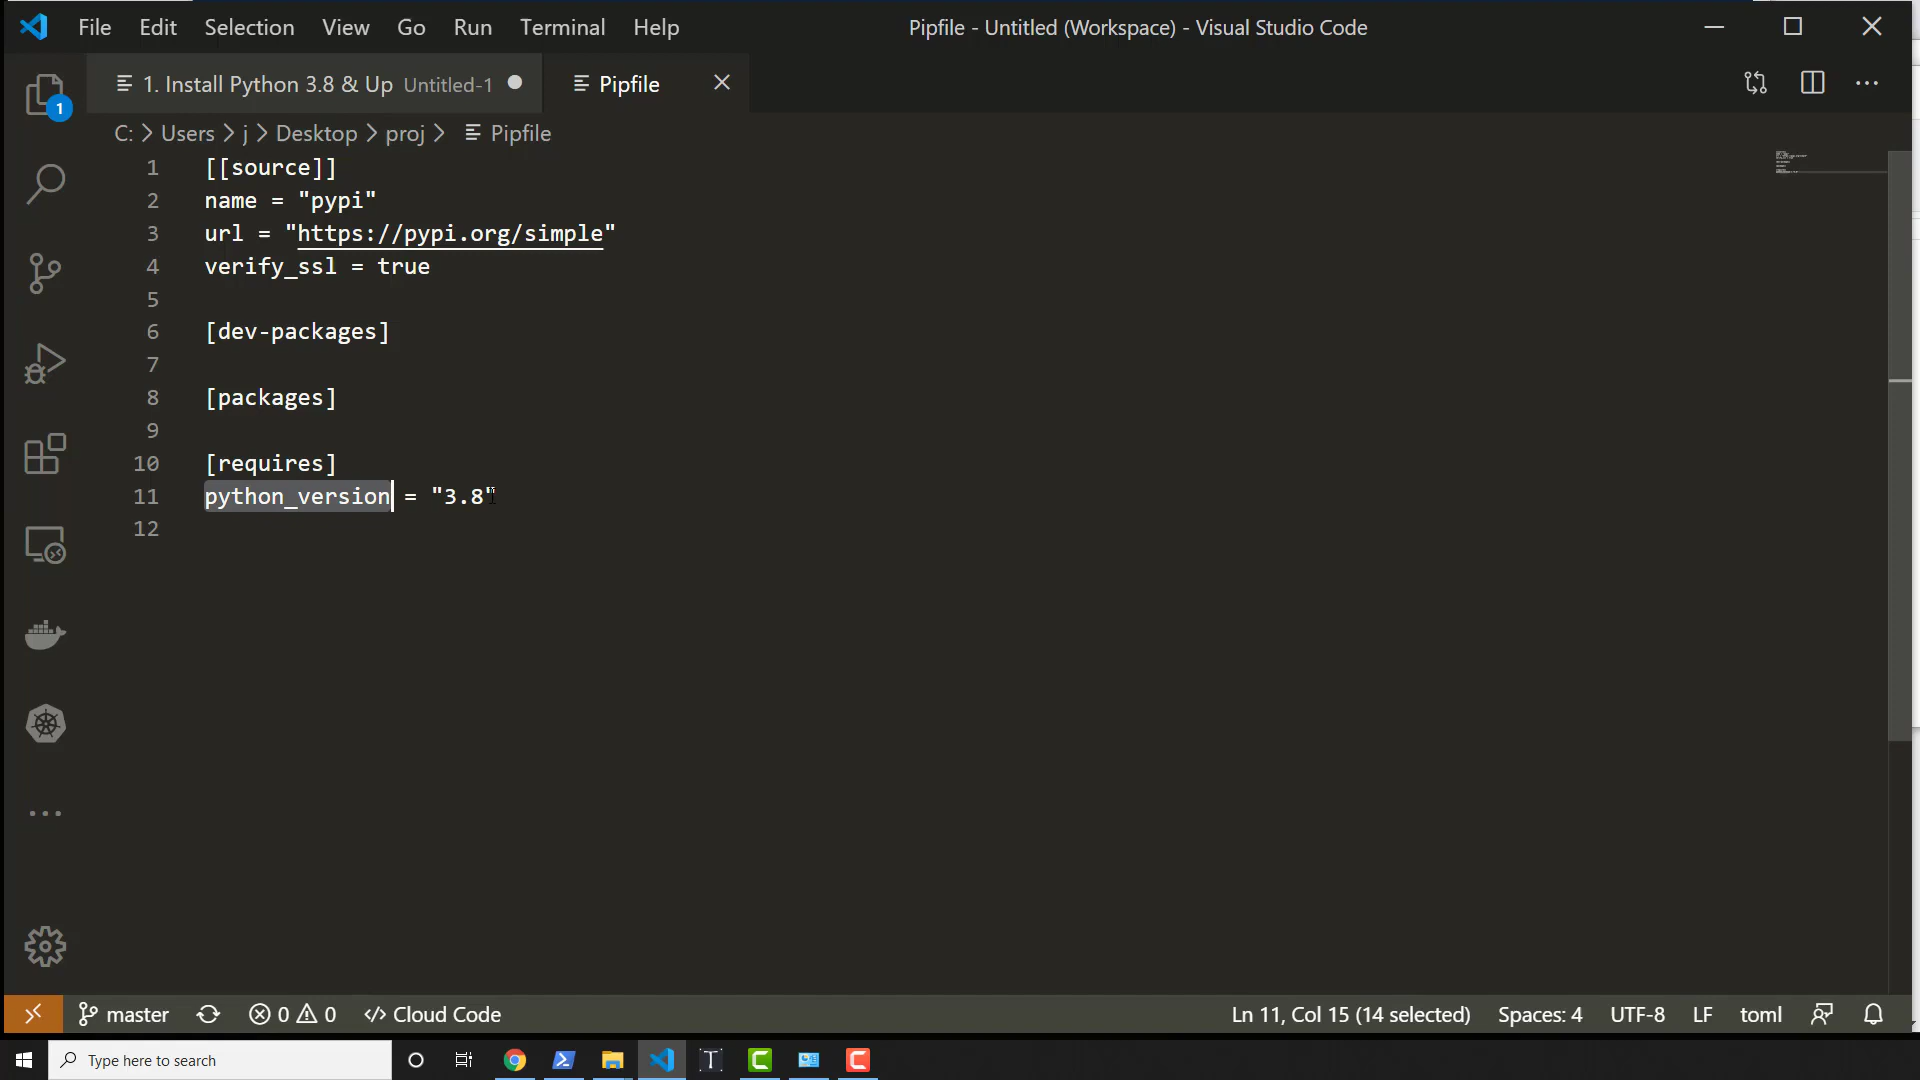 File Edit Selection View Go Run Terminal Help Pipfile - Untitled (Workspace) - Visual Studio Code
1. Install Python 3.8 & Up Untitled-1 Pipfile
1
C: > Users > j > Desktop > proj > Pipfile
1 [[source]]
2 name = "pypi"
3 url = "https://pypi.org/simple"
4 verify_ssl = true
5
6 [dev-packages]
7
8 [packages]
9
10 [requires]
11 python_version = "3.8"
12
master 0 0 Cloud Code Ln 11, Col 15 (14 selected) Spaces: 4 UTF-8 LF toml
Type here to search T C C